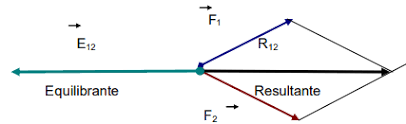 F₁
E₁₂ R₁₂
Equilibrante Resultante
F₂